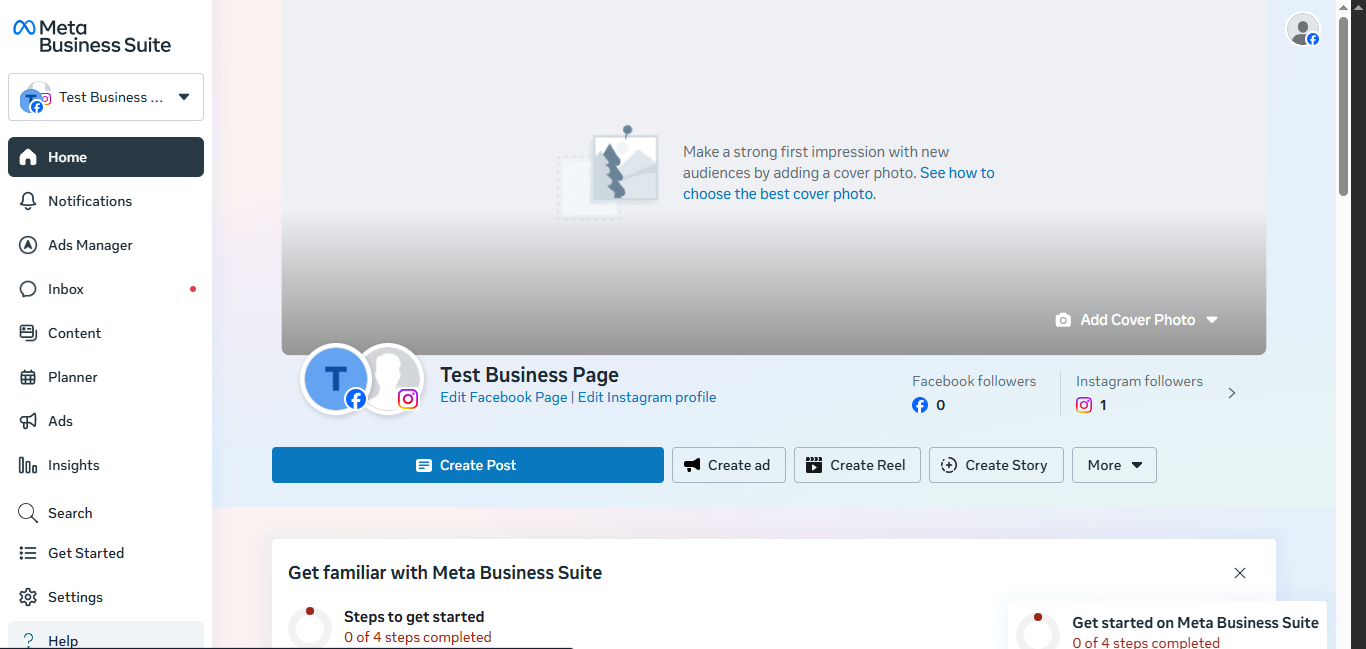 Meta
Business Suite
Test Business ...
Home
Notifications
Ads Manager
Inbox
Content
Planner
Ads
Insights
Search
Get Started
Settings
Help
Make a strong first impression with new
audiences by adding a cover photo. See how to
choose the best cover photo.
Add Cover Photo
T
T
Test Business Page
Edit Facebook Page | Edit Instagram profile
Facebook followers
0
Instagram followers
1
Create Post
Create ad
Create Reel
Create Story
More
Get familiar with Meta Business Suite
Steps to get started
0 of 4 steps completed
Get started on Meta Business Suite
0 of 4 steps completed